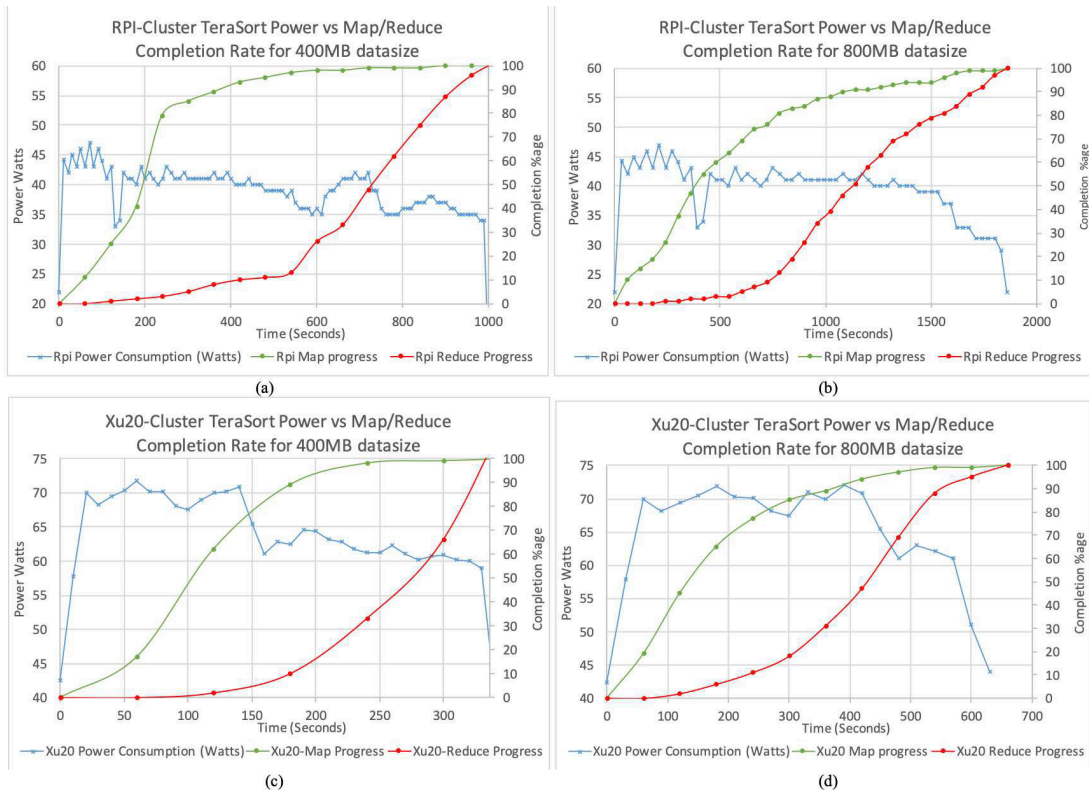 RPI-Cluster TeraSort Power vs Map/Reduce
Completion Rate for 400MB datasize
Power Watts
60
55
50
45
40
35
30
25
20
100
90
80
70
60
50
40
30
20
10
0
Completion %age
0
200
400
600
800
1000
Time (Seconds)
Rpi Power Consumption (Watts)
Rpi Map progress
Rpi Reduce Progress
(a)
RPI-Cluster TeraSort Power vs Map/Reduce
Completion Rate for 800MB datasize
Power Watts
60
55
50
45
40
35
30
25
20
100
90
80
70
60
50
40
30
20
10
0
Completion %age
0
500
1000
1500
2000
Time (Seconds)
Rpi Power Consumption (Watts)
Rpi Map progress
Rpi Reduce Progress
(b)
Xu20-Cluster TeraSort Power vs Map/Reduce
Completion Rate for 400MB datasize
Power Watts
75
70
65
60
55
50
45
40
100
90
80
70
60
50
40
30
20
10
0
Completion %age
0
50
100
150
200
250
300
Time (Seconds)
Xu20 Power Consumption (Watts)
Xu20-Map Progress
Xu20-Reduce Progress
(c)
Xu20-Cluster TeraSort Power vs Map/Reduce
Completion Rate for 800MB datasize
Power Watts
75
70
65
60
55
50
45
40
100
90
80
70
60
50
40
30
20
10
0
Completion %age
0
100
200
300
400
500
600
700
Time (Seconds)
Xu20 Power Consumption (Watts)
Xu20 Map progress
Xu20 Reduce Progress
(d)